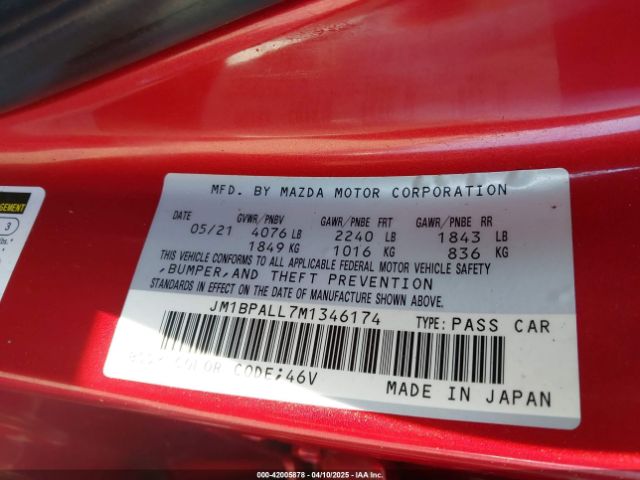 MFD. BY MAZDA MOTOR CORPORATION
DATE GVWR/PNBV GAWR/PNBE FRT GAWR/PNBE RR
05/21 4076 LB 2240 LB 1843 LB
1849 KG 1016 KG 836 KG
THIS VEHICLE CONFORMS TO ALL APPLICABLE FEDERAL MOTOR VEHICLE SAFETY
,BUMPER,AND THEFT PREVENTION
STANDARDS IN EFFECT ON THE DATE OF MANUFACTURE SHOWN ABOVE.
JM1BPALL7M1346174 TYPE: PASS CAR
COLOR CODE:46V
MADE IN JAPAN
3
lbs.
000-42005878 - 04/10/2025 - IAA Inc.